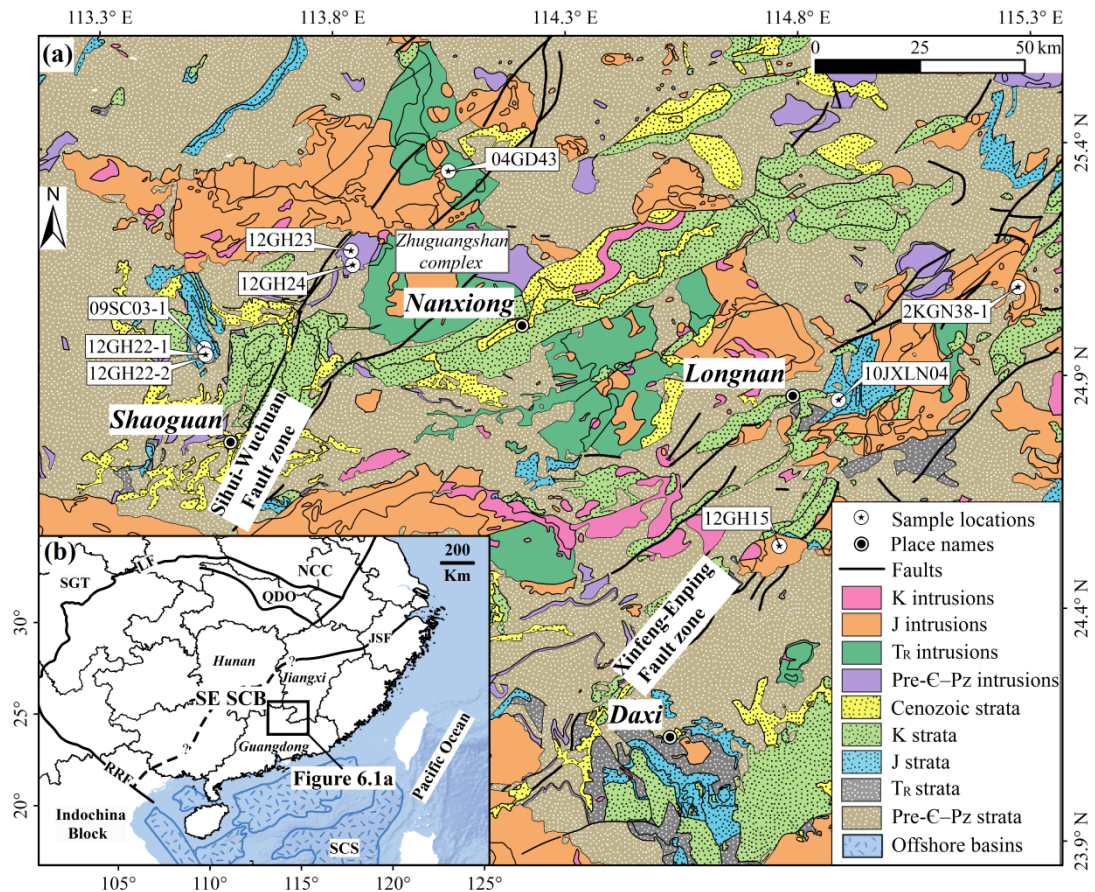 113.3° E
113.8° E
114.3° E
114.8° E
115.3° E
(a)
0 25 50 km
25.4° N
24.9° N
24.4° N
23.9° N
N
04GD43
12GH23
12GH24
Zhuguangshan
complex
Nanxiong
09SC03-1
12GH22-1
12GH22-2
2KGN38-1
Longnan
10JXLN04
Shaoguan
Sihui-Wuchuan
Fault zone
12GH15
Xinfeng-Enping
Fault zone
Daxi
Sample locations
Place names
Faults
K intrusions
J intrusions
TR intrusions
Pre-Є–Pz intrusions
Cenozoic strata
K strata
J strata
TR strata
Pre-Є–Pz strata
Offshore basins
(b)
200
Km
SGT
NCC
QDO
JSF
30°
25°
20°
Hunan
?
Jiangxi
SE SCB
?
Guangdong
Figure 6.1a
RRF
Indochina
Block
SCS
Pacific Ocean
105°
110°
115°
120°
125°